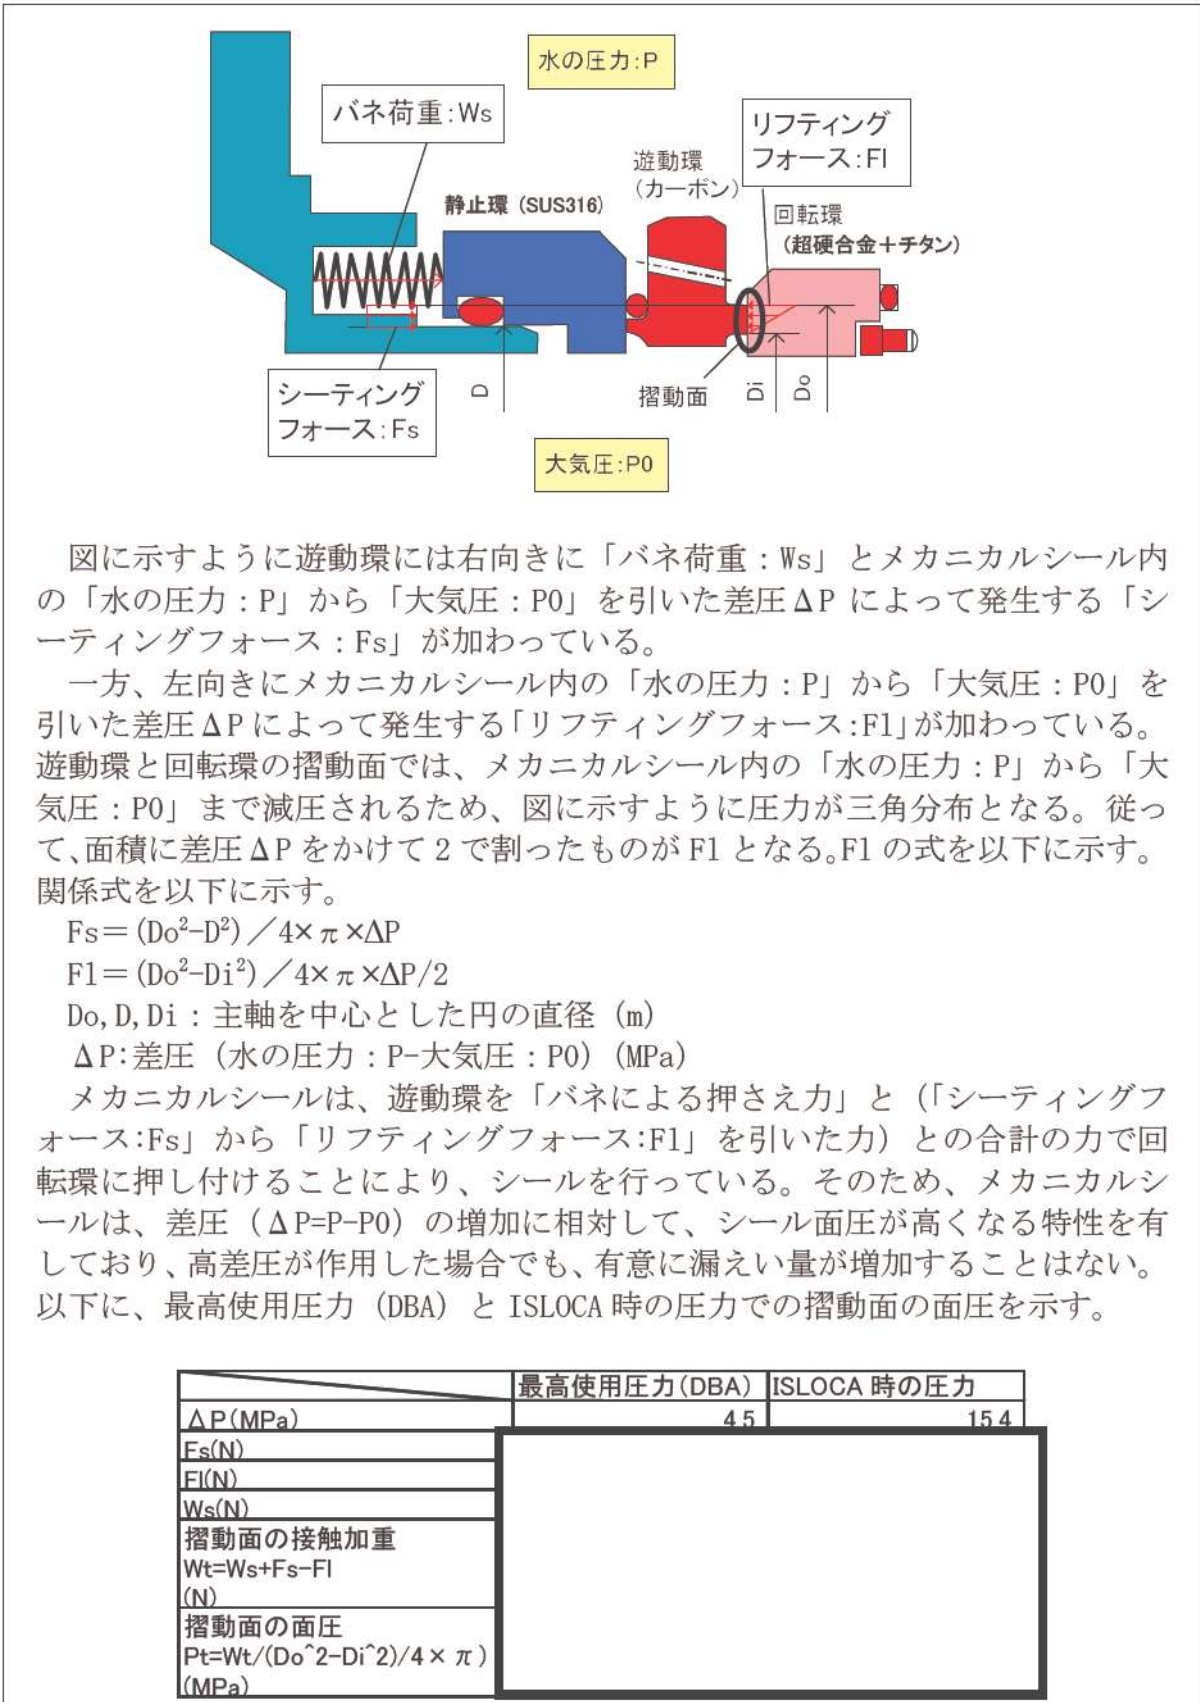 水の圧力:P
バネ荷重:Ws
リフティング
フォース:Fl
遊動環
(カーボン)
静止環 (SUS316)
回転環
(超硬合金+チタン)
シーティング
フォース:Fs
D
摺動面
Di
Do
大気圧:P0
図に示すように遊動環には右向きに「バネ荷重:Ws」とメカニカルシール内
の「水の圧力:P」から「大気圧:P0」を引いた差圧ΔP によって発生する「シ
ーティングフォース:Fs」が加わっている。
一方、左向きにメカニカルシール内の「水の圧力:P」から「大気圧:P0」を
引いた差圧ΔPによって発生する「リフティングフォース:Fl」が加わっている。
遊動環と回転環の摺動面では、メカニカルシール内の「水の圧力:P」から「大
気圧:P0」まで減圧されるため、図に示すように圧力が三角分布となる。従っ
て、面積に差圧ΔPをかけて2で割ったものがFlとなる。Flの式を以下に示す。
関係式を以下に示す。
Fs=(Do²-D²)/4×π×ΔP
Fl=(Do²-Di²)/4×π×ΔP/2
Do,D,Di:主軸を中心とした円の直径 (m)
ΔP:差圧(水の圧力:P-大気圧:P0)(MPa)
メカニカルシールは、遊動環を「バネによる押さえ力」と(「シーティングフ
ォース:Fs」から「リフティングフォース:Fl」を引いた力)との合計の力で回
転環に押し付けることにより、シールを行っている。そのため、メカニカルシ
ールは、差圧(ΔP=P-P0)の増加に相対して、シール面圧が高くなる特性を有
しており、高差圧が作用した場合でも、有意に漏えい量が増加することはない。
以下に、最高使用圧力(DBA)とISLOCA時の圧力での摺動面の面圧を示す。
最高使用圧力(DBA) ISLOCA 時の圧力
ΔP(MPa) 4.5 15.4
Fs(N)
Fl(N)
Ws(N)
摺動面の接触加重
Wt=Ws+Fs-Fl
(N)
摺動面の面圧
Pt=Wt/(Do^2-Di^2)/4×π)
(MPa)